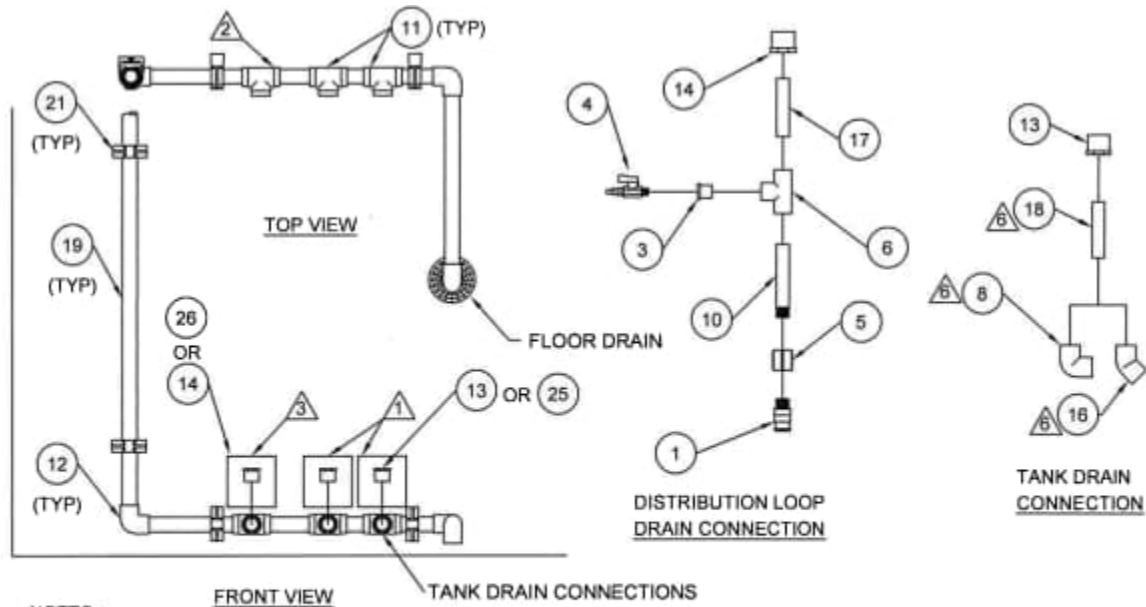 2
11 (TYP)
21
(TYP)
TOP VIEW
19
(TYP)
FLOOR DRAIN
26
OR
14
3
1
13 OR 25
12
(TYP)
FRONT VIEW
TANK DRAIN CONNECTIONS
14
4
17
3
6
10
5
1
DISTRIBUTION LOOP
DRAIN CONNECTION
13
6 18
6 8
6 16
TANK DRAIN
CONNECTION